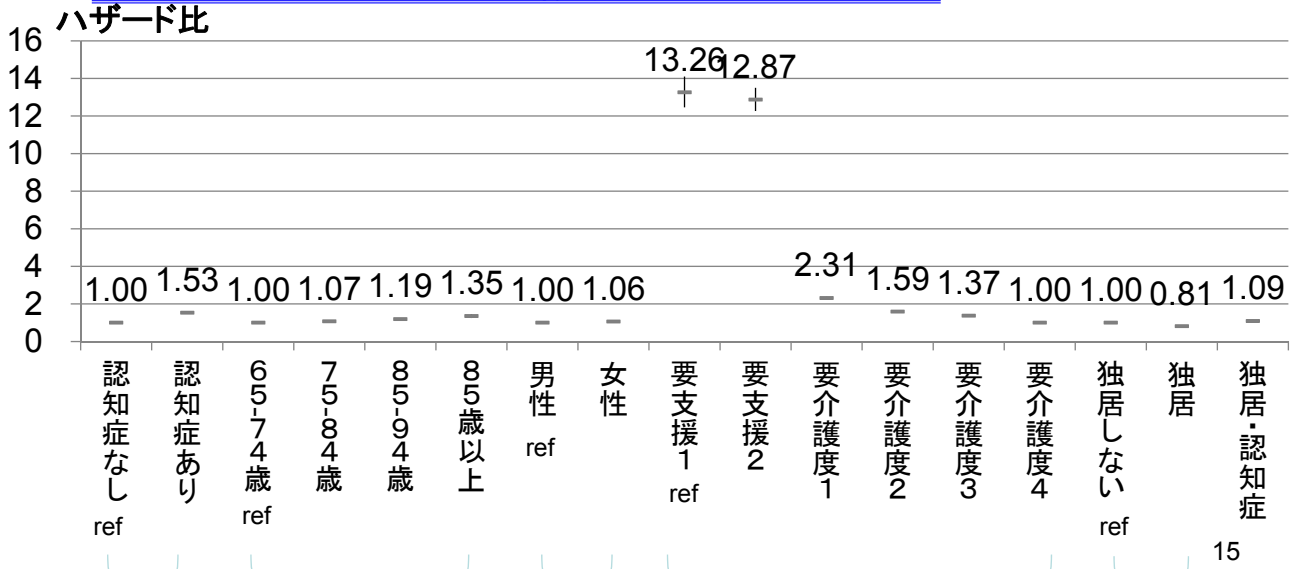 ハザード比
16
14
12
10
8
6
4
2
0
1.00
1.53
1.00
1.07
1.19
1.35
1.00
1.06
13.26
12.87
2.31
1.59
1.37
1.00
1.00
0.81
1.09
認知症なし
ref
認知症あり
65-74歳
ref
75-84歳
85-94歳
85歳以上
男性
ref
女性
要支援1
ref
要支援2
要介護度1
要介護度2
要介護度3
要介護度4
独居しない
ref
独居
独居・認知症
15